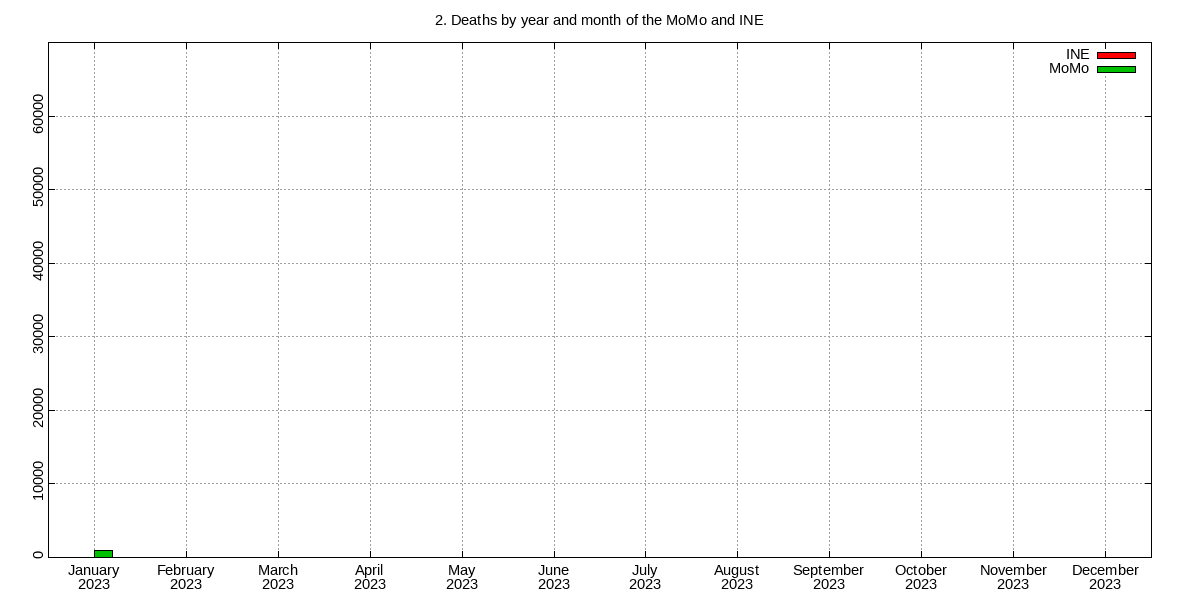 2. Deaths by year and month of the MoMo and INE
INE
MoMo
60000
50000
40000
30000
20000
10000
0
January February March April May June July August September October November December
2023 2023 2023 2023 2023 2023 2023 2023 2023 2023 2023 2023